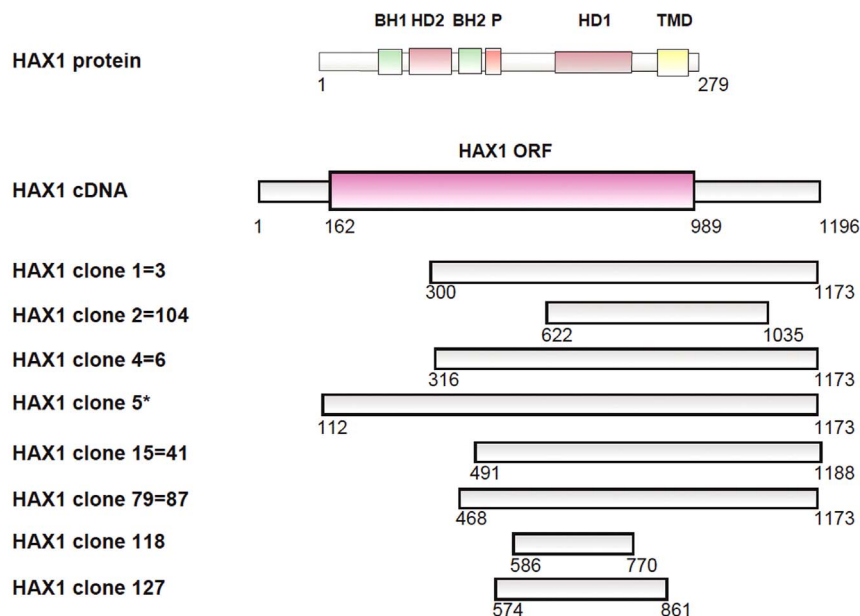 BH1 HD2 BH2 P HD1 TMD
HAX1 protein
1 279
HAX1 ORF
HAX1 cDNA
1 162 989 1196
HAX1 clone 1=3
300 1173
HAX1 clone 2=104
622 1035
HAX1 clone 4=6
316 1173
HAX1 clone 5*
112 1173
HAX1 clone 15=41
491 1188
HAX1 clone 79=87
468 1173
HAX1 clone 118
586 770
HAX1 clone 127
574 861